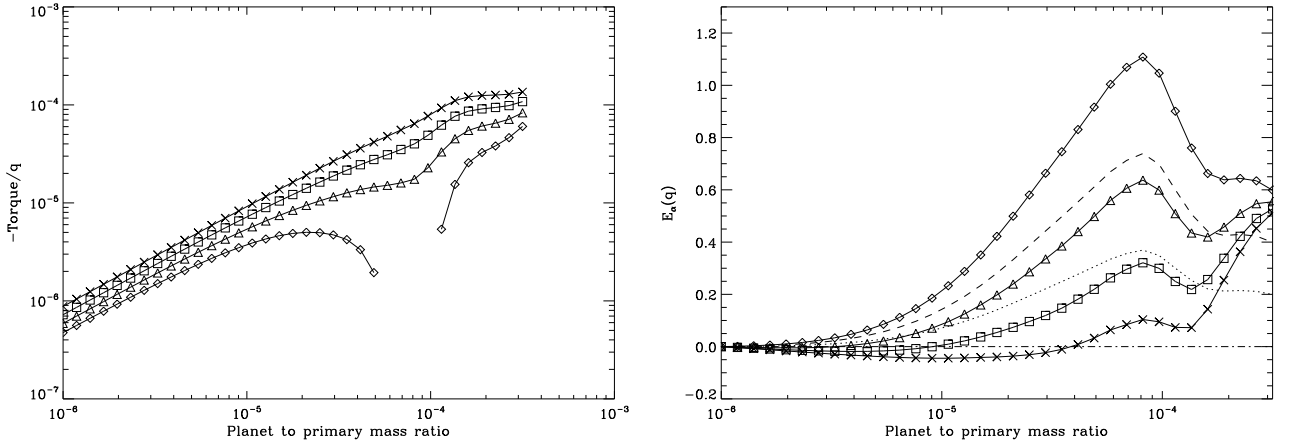 10⁻³
10⁻⁴
10⁻⁵
10⁻⁶
10⁻⁷
−Torque/q
10⁻⁶ 10⁻⁵ 10⁻⁴ 10⁻³
Planet to primary mass ratio
1.2
1.0
0.8
0.6
0.4
0.2
0.0
−0.2
Eₐ(q)
10⁻⁶ 10⁻⁵ 10⁻⁴
Planet to primary mass ratio